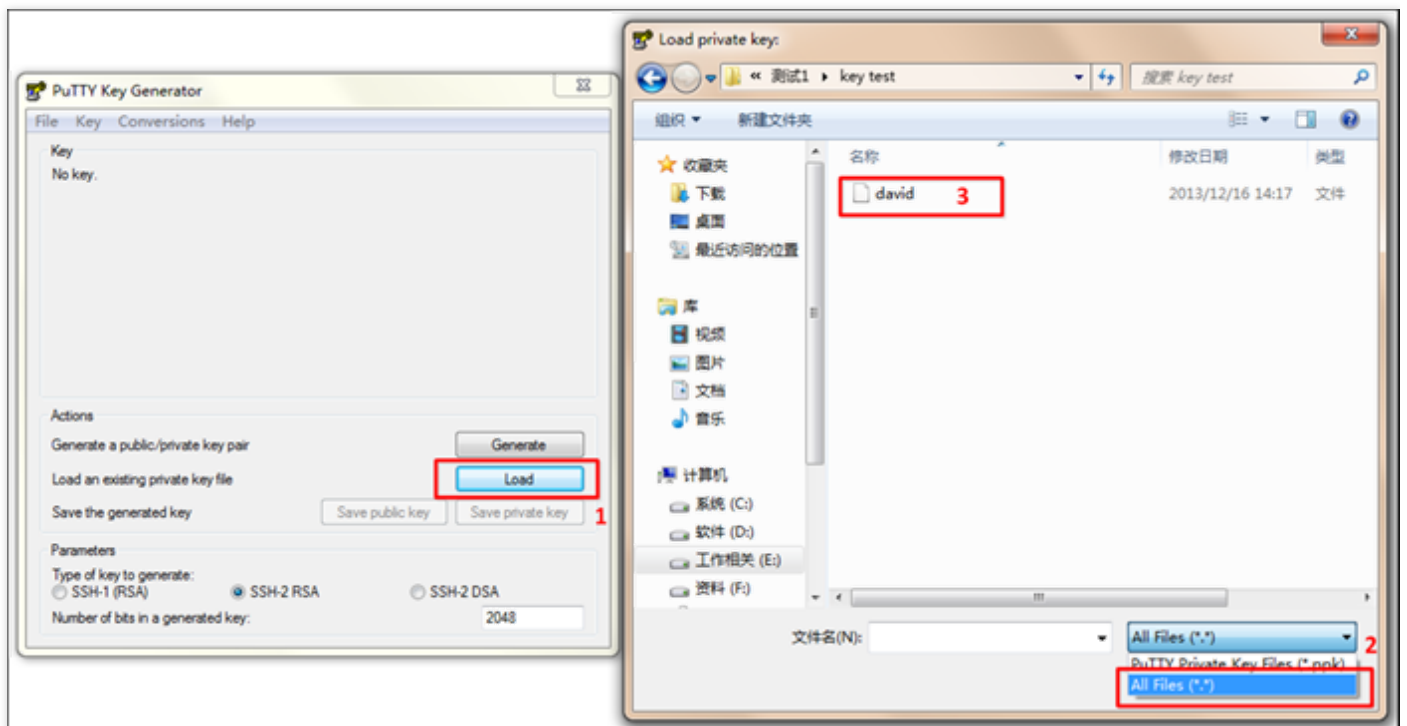 PuTTY Key Generator
File Key Conversions Help
Key
No key.
Actions
Generate a public/private key pair
Generate
Load an existing private key file
Load
Save the generated key
Save public key
Save private key
1
Parameters
Type of key to generate:
SSH-1 (RSA)
SSH-2 RSA
SSH-2 DSA
Number of bits in a generated key:
2048
Load private key:
« 测试1 key test
搜索 key test
组织
新建文件夹
名称
修改日期
类型
david
3
2013/12/16 14:17
文件
收藏夹
下载
桌面
最近访问的位置
库
视频
图片
文档
音乐
计算机
系统 (C:)
软件 (D:)
工作相关 (E:)
资料 (F:)
文件名(N):
All Files (*.*)
2
PuTTY Private Key Files (*.ppk)
All Files (*.*)